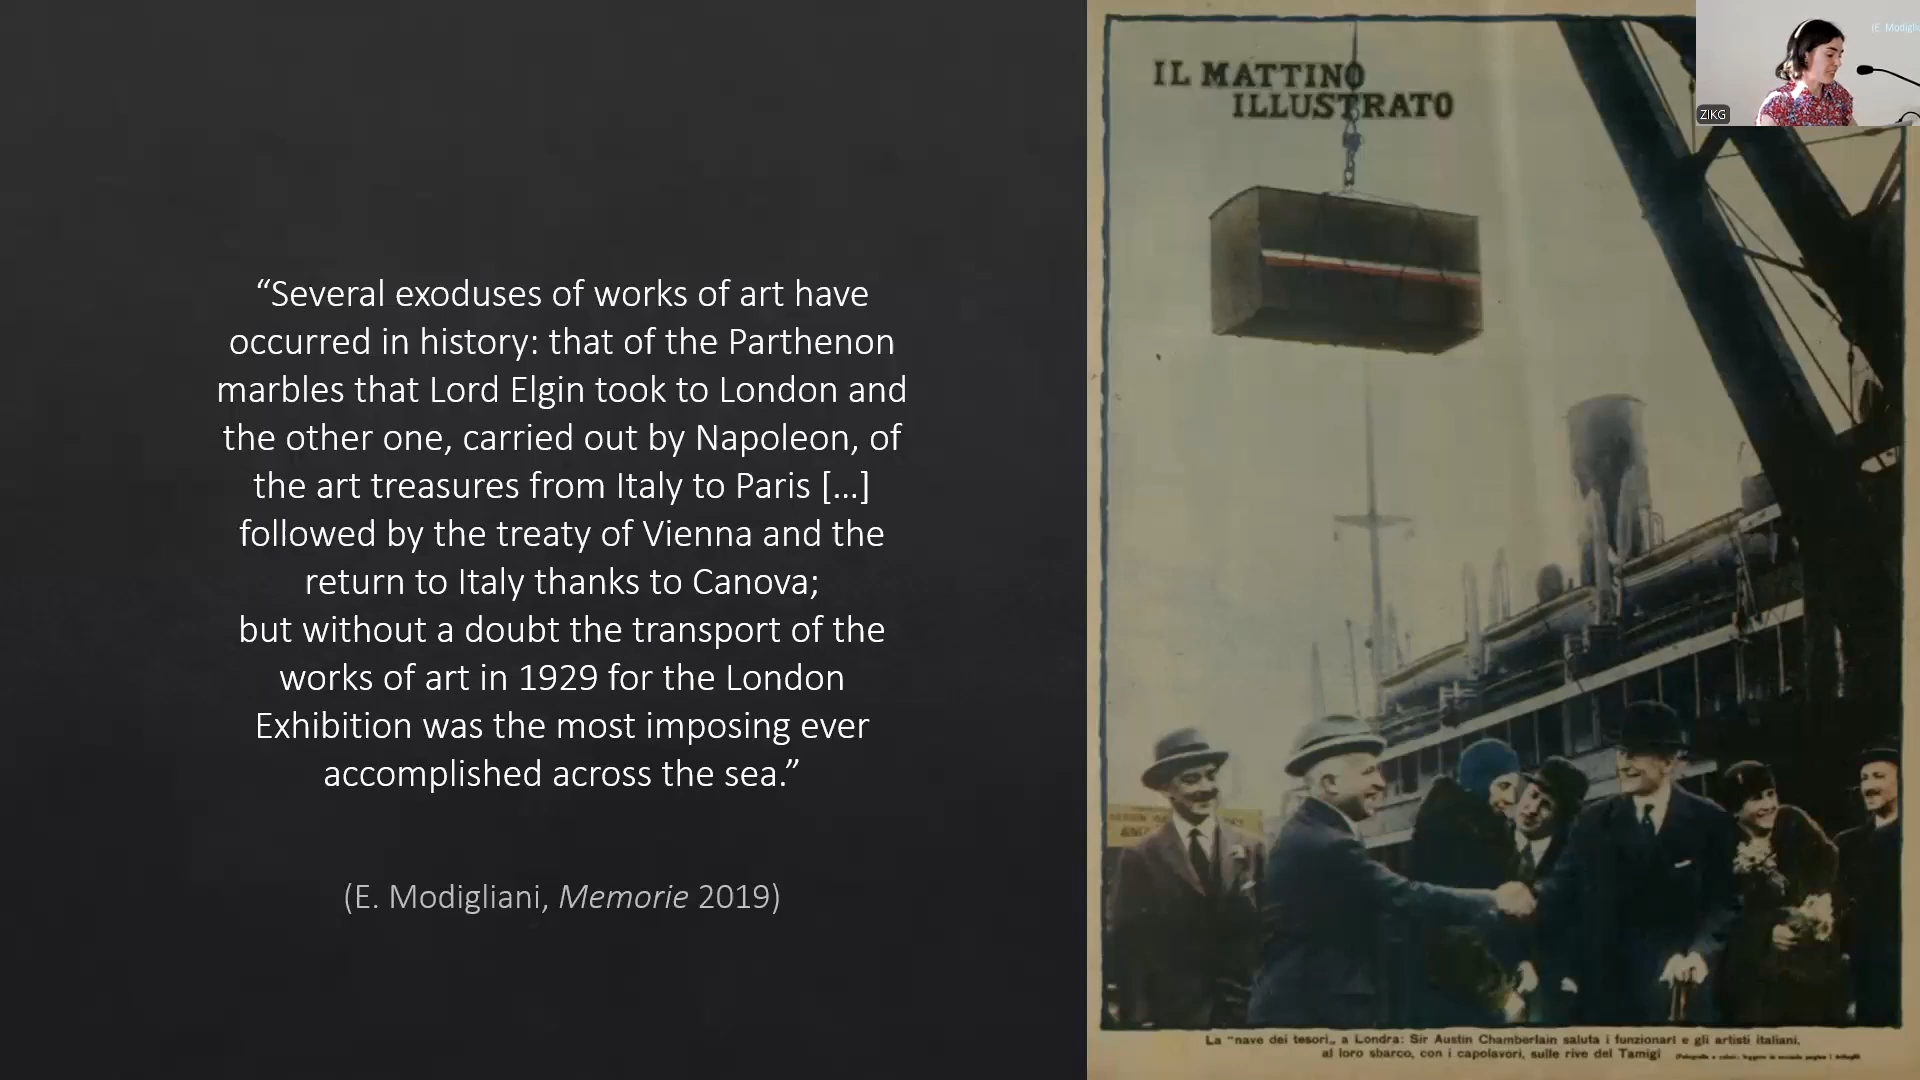 “Several exoduses of works of art have
occurred in history: that of the Parthenon
marbles that Lord Elgin took to London and
the other one, carried out by Napoleon, of
the art treasures from Italy to Paris [...]
followed by the treaty of Vienna and the
return to Italy thanks to Canova;
but without a doubt the transport of the
works of art in 1929 for the London
Exhibition was the most imposing ever
accomplished across the sea.”
(E. Modigliani, Memorie 2019)
IL MATTINO
ILLUSTRATO
La “nave dei tesori„ a Londra: Sir Austin Chamberlain saluta i funzionari e gli artisti italiani,
al loro sbarco, con i capolavori, sulle rive del Tamigi
ZIKG
(E. Modigli